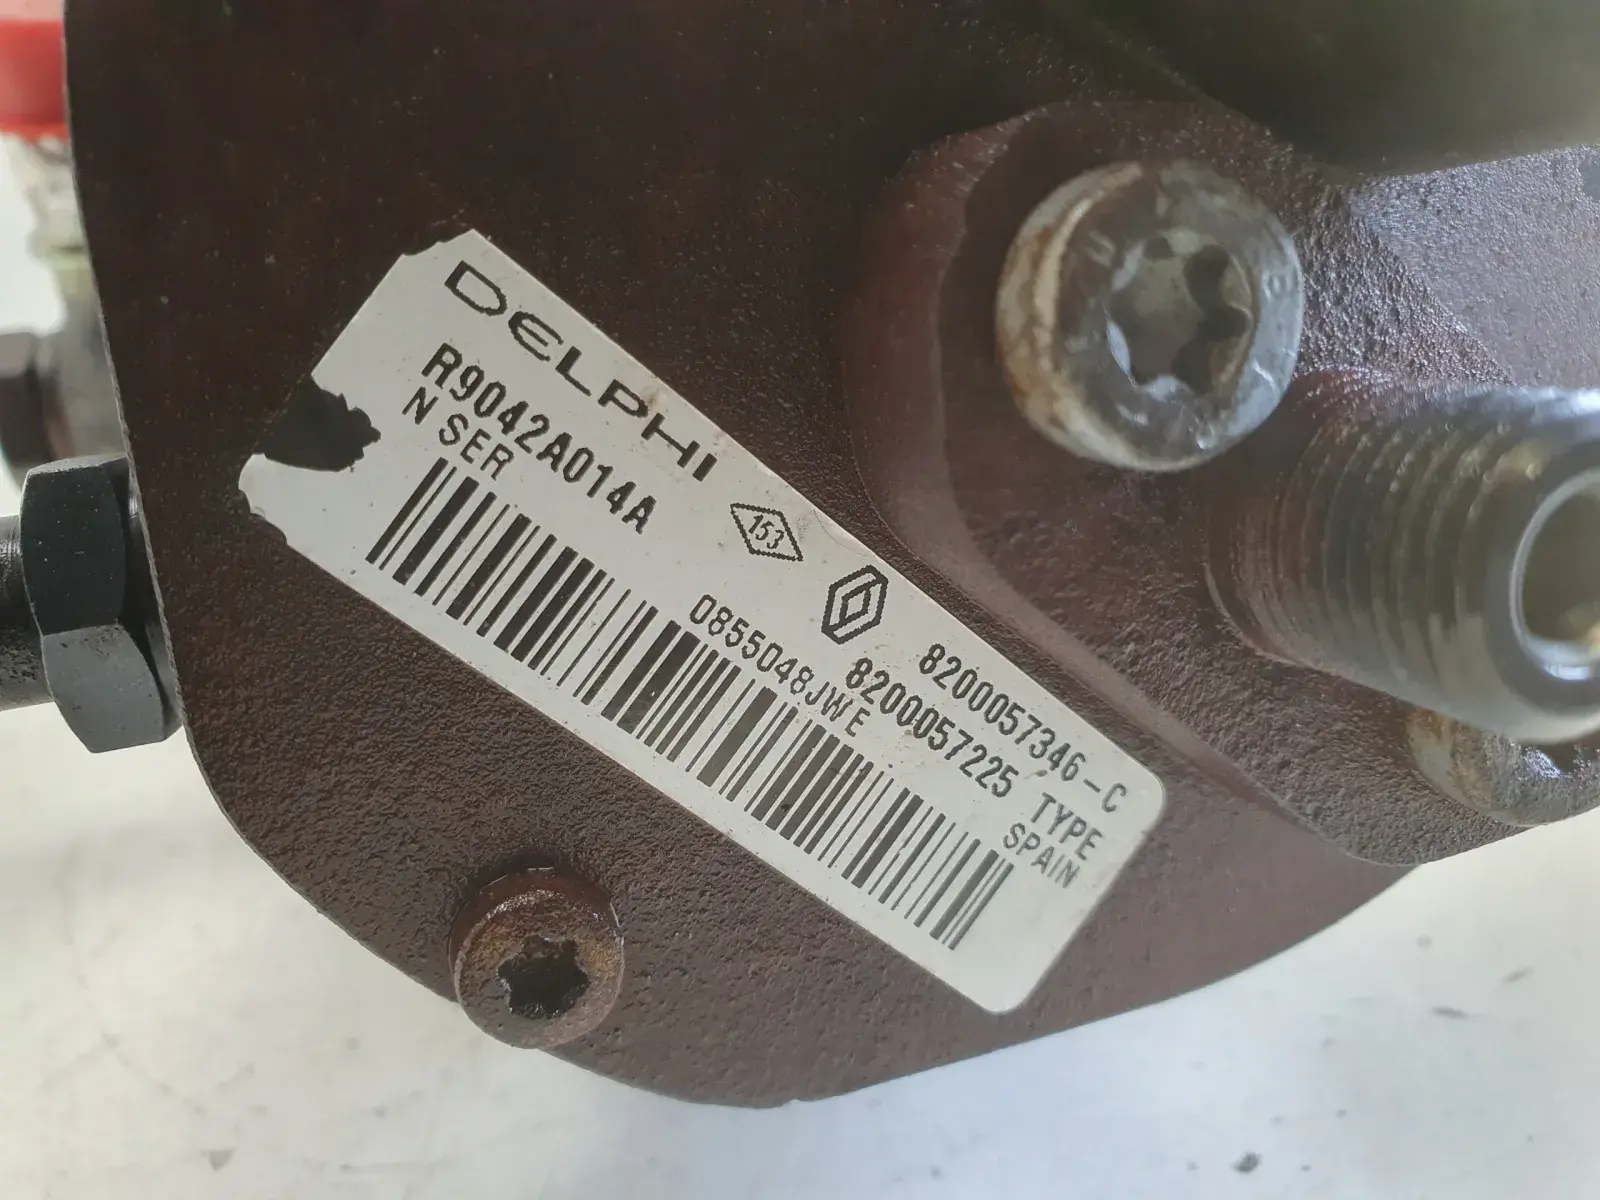 DELPHI
R9042A014A
N SER
153
0855048JWE
8200057346-C
8200057225 TYPE
SPAIN